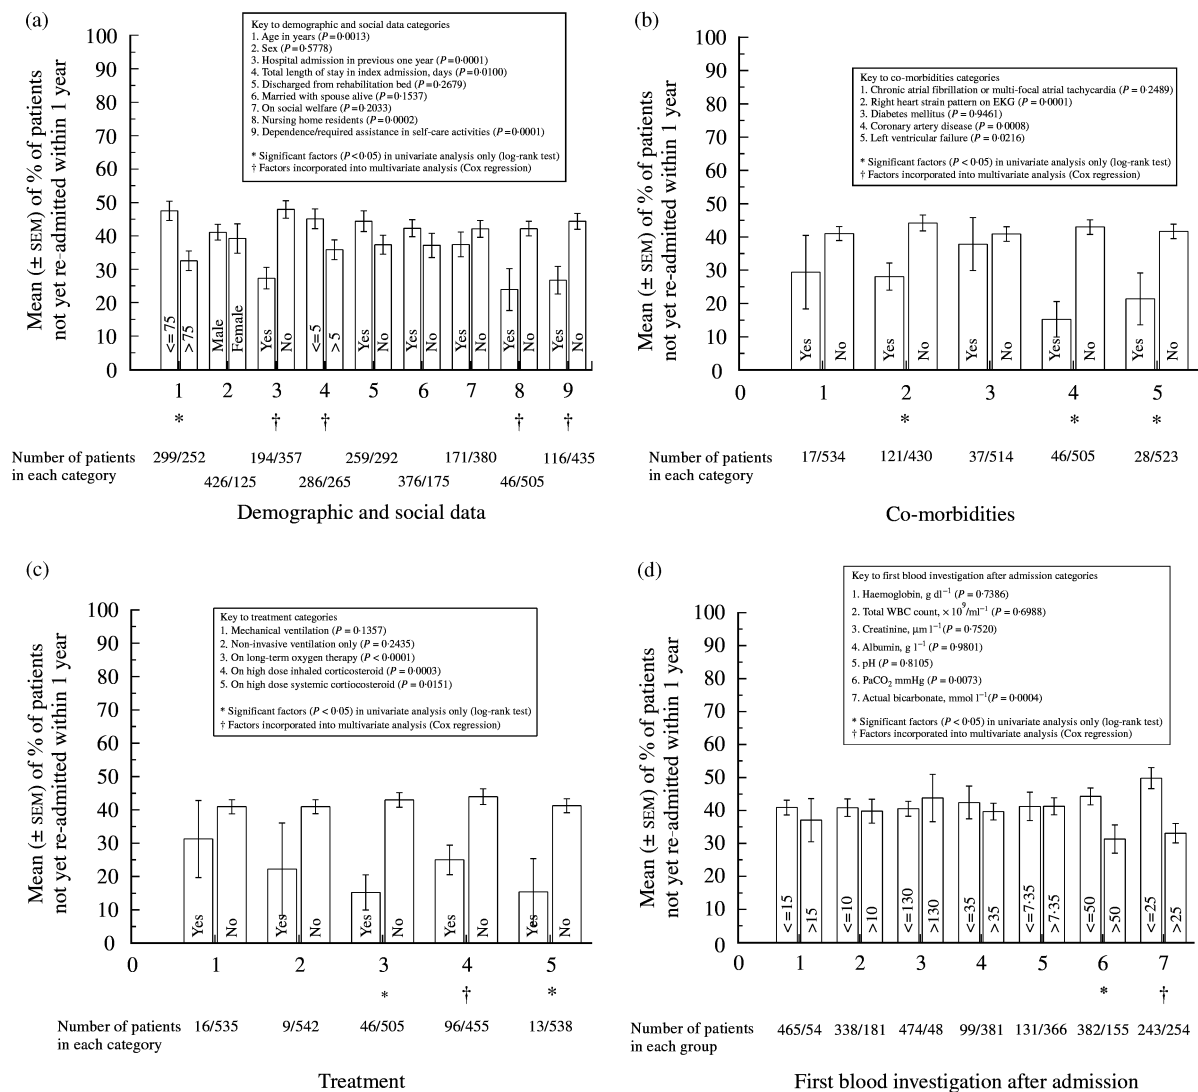 (a)
Key to demographic and social data categories
1. Age in years (P=0·0013)
2. Sex (P=0·5778)
3. Hospital admission in previous one year (P=0·0001)
4. Total length of stay in index admission, days (P=0·0100)
5. Discharged from rehabilitation bed (P=0·2679)
6. Married with spouse alive (P=0·1537)
7. On social welfare (P=0·2033)
8. Nursing home residents (P=0·0002)
9. Dependence/required assistance in self-care activities (P=0·0001)
* Significant factors (P<0·05) in univariate analysis only (log-rank test)
† Factors incorporated into multivariate analysis (Cox regression)
Mean (± SEM) of % of patients
not yet re-admitted within 1 year
100
90
80
70
60
50
40
30
20
10
0
<=75 >75 Male Female Yes No <=5 >5 Yes No Yes No Yes No Yes No Yes No
1 2 3 4 5 6 7 8 9
* † † † †
Number of patients
in each category
299/252 194/357 259/292 171/380 116/435
426/125 286/265 376/175 46/505
Demographic and social data
(b)
Key to co-morbidities categories
1. Chronic atrial fibrillation or multi-focal atrial tachycardia (P = 0·2489)
2. Right heart strain pattern on EKG (P = 0·0001)
3. Diabetes mellitus (P = 0·9461)
4. Coronary artery disease (P = 0·0008)
5. Left ventricular failure (P = 0·0216)
* Significant factors (P < 0·05) in univariate analysis only (log-rank test)
† Factors incorporated into multivariate analysis (Cox regression)
Mean (± SEM) of % of patients
not yet re-admitted within 1 year
100
90
80
70
60
50
40
30
20
10
0
Yes No Yes No Yes No Yes No Yes No
0 1 2 3 4 5
* * *
Number of patients
in each category
17/534 121/430 37/514 46/505 28/523
Co-morbidities
(c)
Key to treatment categories
1. Mechanical ventilation (P = 0·1357)
2. Non-invasive ventilation only (P = 0·2435)
3. On long-term oxygen therapy (P < 0·0001)
4. On high dose inhaled corticosteroid (P = 0·0003)
5. On high dose systemic corticocosteroid (P = 0·0151)
* Significant factors (P < 0·05) in univariate analysis only (log-rank test)
† Factors incorporated into multivariate analysis (Cox regression)
Mean (± SEM) of % of patients
not yet re-admitted within 1 year
100
90
80
70
60
50
40
30
20
10
0
Yes No Yes No Yes No Yes No Yes No
0 1 2 3 4 5
* † *
Number of patients
in each category
16/535 9/542 46/505 96/455 13/538
Treatment
(d)
Key to first blood investigation after admission categories
1. Haemoglobin, g dl⁻¹ (P = 0·7386)
2. Total WBC count, × 10⁹/ml⁻¹ (P = 0·6988)
3. Creatinine, μm l⁻¹ (P = 0·7520)
4. Albumin, g l⁻¹ (P = 0·9801)
5. pH (P = 0·8105)
6. PaCO₂ mmHg (P = 0·0073)
7. Actual bicarbonate, mmol l⁻¹ (P = 0·0004)
* Significant factors (P < 0·05) in univariate analysis only (log-rank test)
† Factors incorporated into multivariate analysis (Cox regression)
Mean (± SEM) of % of patients
not yet re-admitted within 1 year
100
90
80
70
60
50
40
30
20
10
0
<=15 >15 <=10 >10 <=130 >130 <=35 >35 <=7·35 >7·35 <=50 >50 <=25 >25
0 1 2 3 4 5 6 7
* †
Number of patients
in each group
465/54 338/181 474/48 99/381 131/366 382/155 243/254
First blood investigation after admission